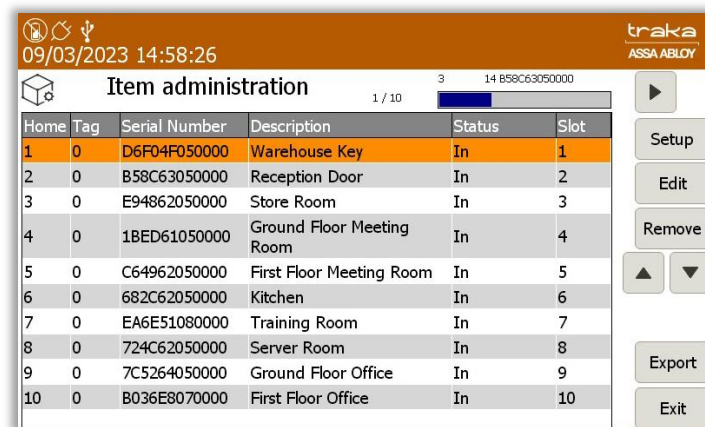 traka
09/03/2023 14:58:26
ASSA ABLOY
Item administration
1 / 10
3 14 B58C63050000
Home Tag Serial Number Description Status Slot
1 0 D6F04F050000 Warehouse Key In 1
2 0 B58C63050000 Reception Door In 2
3 0 E94862050000 Store Room In 3
4 0 1BED61050000 Ground Floor Meeting
Room In 4
5 0 C64962050000 First Floor Meeting Room In 5
6 0 682C62050000 Kitchen In 6
7 0 EA6E51080000 Training Room In 7
8 0 724C62050000 Server Room In 8
9 0 7C5264050000 Ground Floor Office In 9
10 0 B036E8070000 First Floor Office In 10
Setup
Edit
Remove
Export
Exit